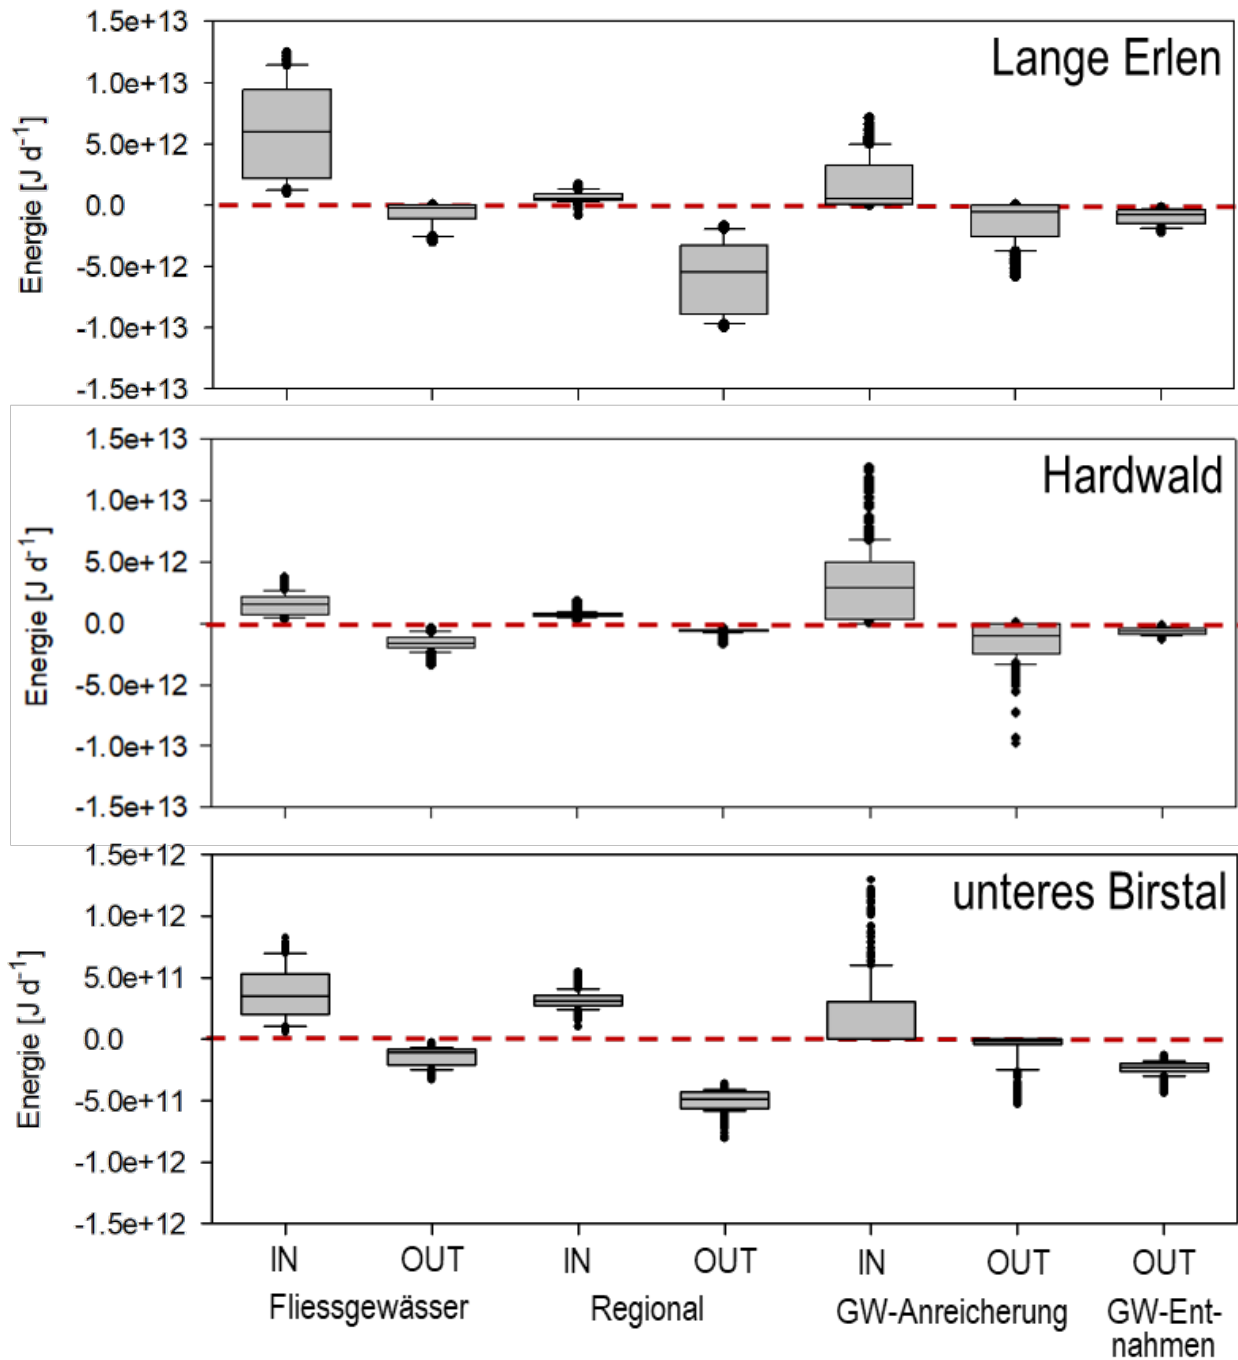 Lange Erlen
Energie [J d-1]
1.5e+13
1.0e+13
5.0e+12
0.0
-5.0e+12
-1.0e+13
-1.5e+13
Hardwald
Energie [J d-1]
1.5e+13
1.0e+13
5.0e+12
0.0
-5.0e+12
-1.0e+13
-1.5e+13
unteres Birstal
Energie [J d-1]
1.5e+12
1.0e+12
5.0e+11
0.0
-5.0e+11
-1.0e+12
-1.5e+12
IN OUT IN OUT IN OUT OUT
Fliessgewässer Regional GW-Anreicherung GW-Ent-
nahmen